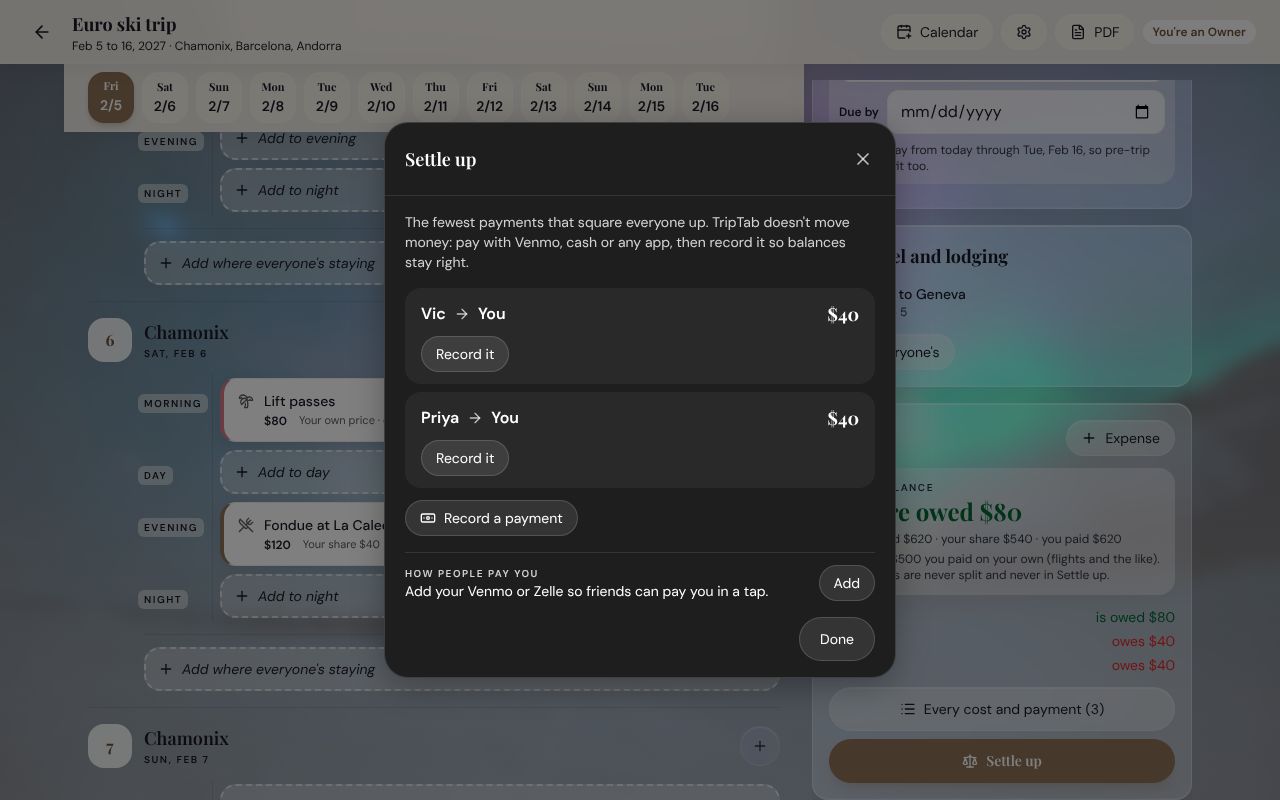 Euro ski trip
Feb 5 to 16, 2027 · Chamonix, Barcelona, Andorra
Calendar
PDF
You're an Owner
Fri 2/5
Sat 2/6
Sun 2/7
Mon 2/8
Tue 2/9
Wed 2/10
Thu 2/11
Fri 2/12
Sat 2/13
Sun 2/14
Mon 2/15
Tue 2/16
EVENING
Add to evening
NIGHT
Add to night
Add where everyone's staying
6
Chamonix
SAT, FEB 6
MORNING
Lift passes
$80 Your own price ·
DAY
Add to day
EVENING
Fondue at La Cale
$120 Your share $40
NIGHT
Add to night
Add where everyone's staying
7
Chamonix
SUN, FEB 7
Settle up
The fewest payments that square everyone up. TripTab doesn't move
money: pay with Venmo, cash or any app, then record it so balances
stay right.
Vic → You
$40
Record it
Priya → You
$40
Record it
Record a payment
HOW PEOPLE PAY YOU
Add your Venmo or Zelle so friends can pay you in a tap.
Add
Done
Due by
mm/dd/yyyy
ay from today through Tue, Feb 16, so pre-trip
it too.
el and lodging
to Geneva
5
ryone's
Expense
LANCE
re owed $80
d $620 · your share $540 · you paid $620
$500 you paid on your own (flights and the like).
s are never split and never in Settle up.
is owed $80
owes $40
owes $40
Every cost and payment (3)
Settle up